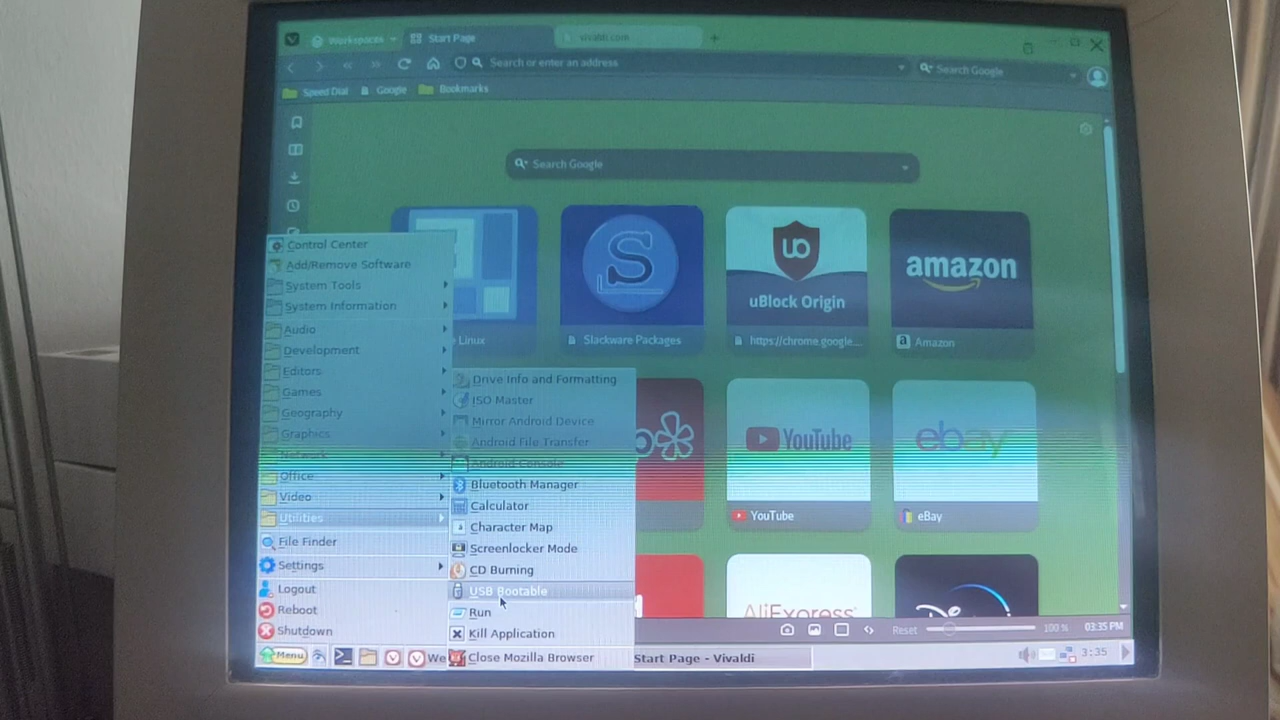 Workspaces
Start Page
vivaldi.com
Search or enter an address
Search Google
Speed Dial
Google
Bookmarks
Search Google
Linux
S
Slackware Packages
uBlock Origin
https://chrome.google....
amazon
Amazon
YouTube
YouTube
ebay
eBay
AliExpress
Control Center
Add/Remove Software
System Tools
System Information
Audio
Development
Editors
Games
Geography
Graphics
Network
Office
Video
Utilities
File Finder
Settings
Logout
Reboot
Shutdown
Drive Info and Formatting
ISO Master
Mirror Android Device
Android File Transfer
Android Console
Bluetooth Manager
Calculator
Character Map
Screenlocker Mode
CD Burning
USB Bootable
Run
Kill Application
Close Mozilla Browser
Reset
100 %
03:35 PM
Menu
We
Start Page - Vivaldi
3:35